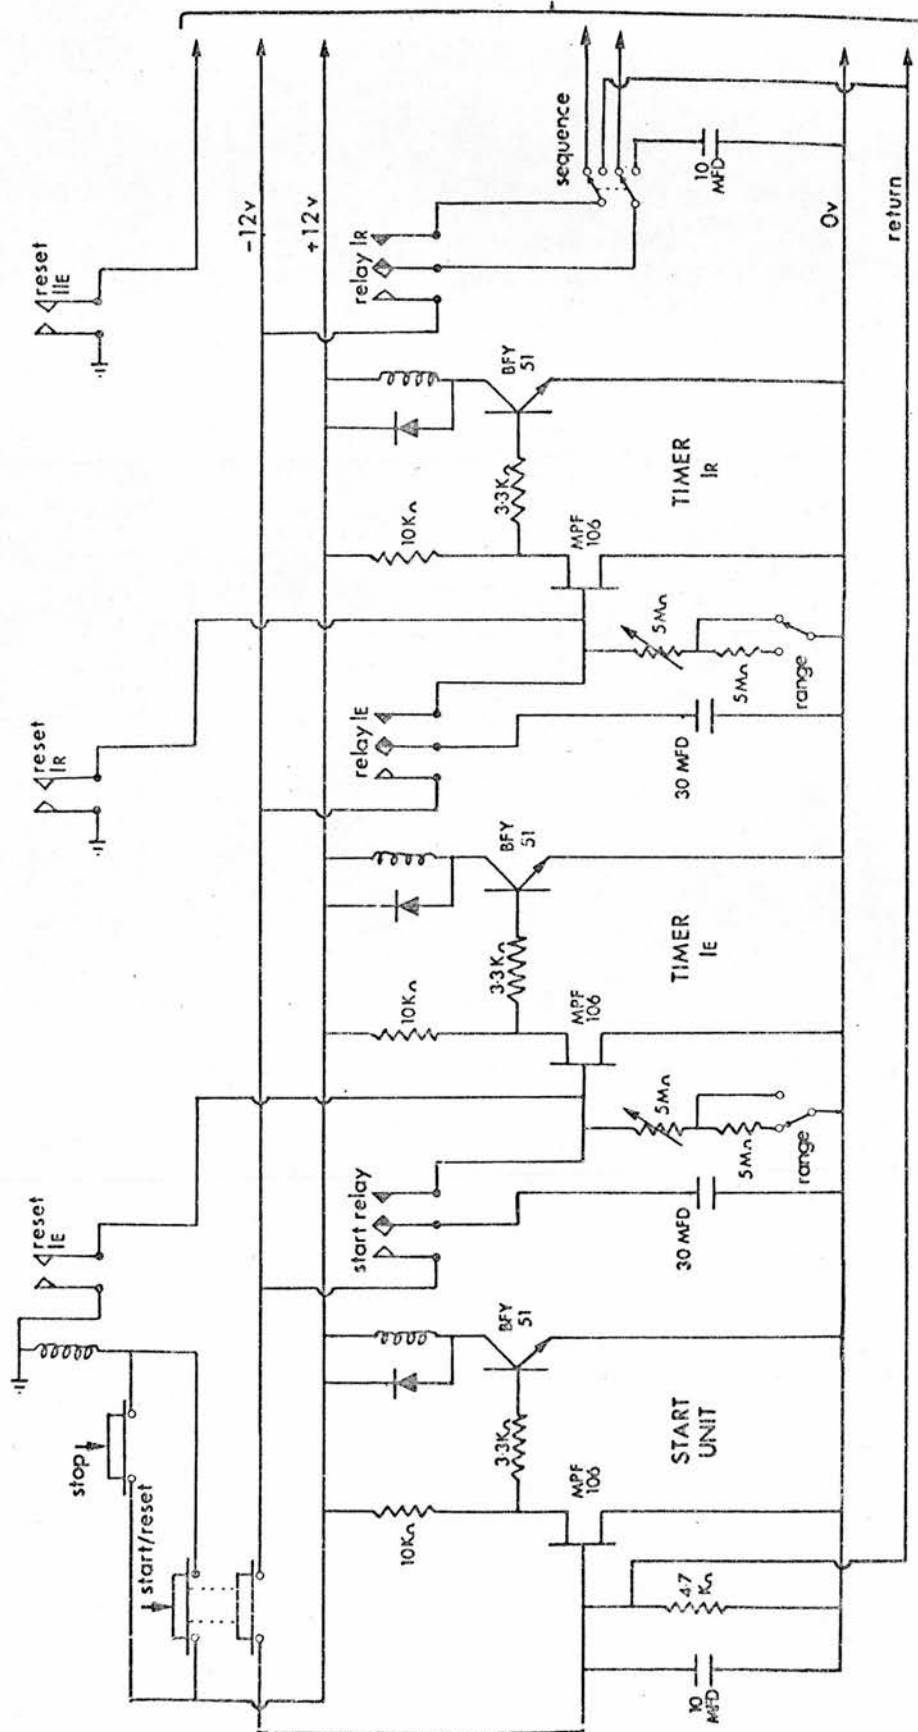 stop
start/reset
reset
IE
reset
IR
reset
IIE
-12v
+12v
start relay
relay IE
relay IR
sequence
10KΩ
3·3KΩ
BFY
51
MPF
106
START
UNIT
10
MFD
4·7
KΩ
30 MFD
5MΩ
5MΩ
range
10KΩ
3·3KΩ
BFY
51
MPF
106
TIMER
IE
30 MFD
5MΩ
5MΩ
range
10KΩ
3·3KΩ
BFY
51
MPF
106
TIMER
IR
10
MFD
0v
return